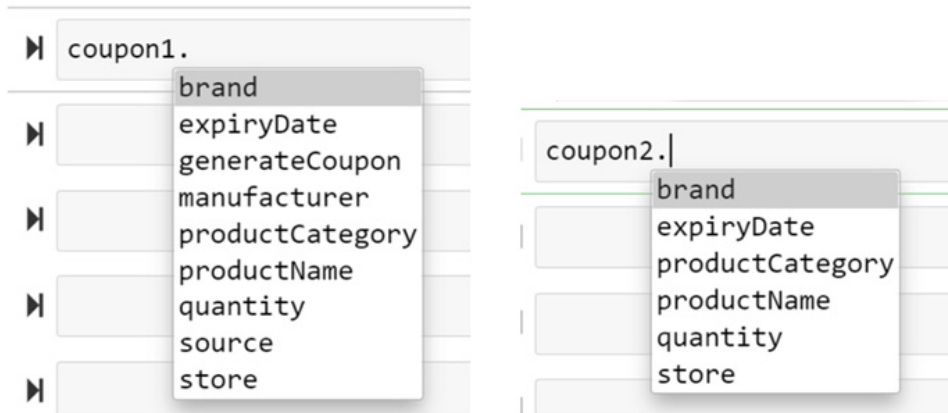 coupon1.
brand
expiryDate
generateCoupon
manufacturer
productCategory
productName
quantity
source
store
coupon2.
brand
expiryDate
productCategory
productName
quantity
store